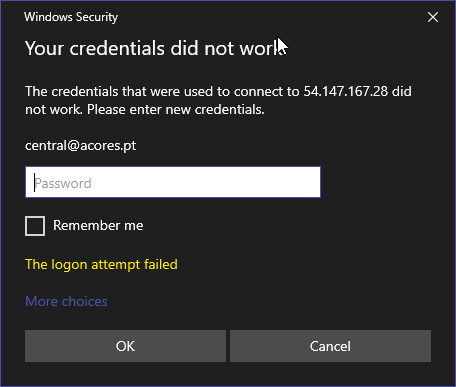 Windows Security
Your credentials did not work
The credentials that were used to connect to 54.147.167.28 did
not work. Please enter new credentials.
central@acores.pt
Password
Remember me
The logon attempt failed
More choices
OK
Cancel